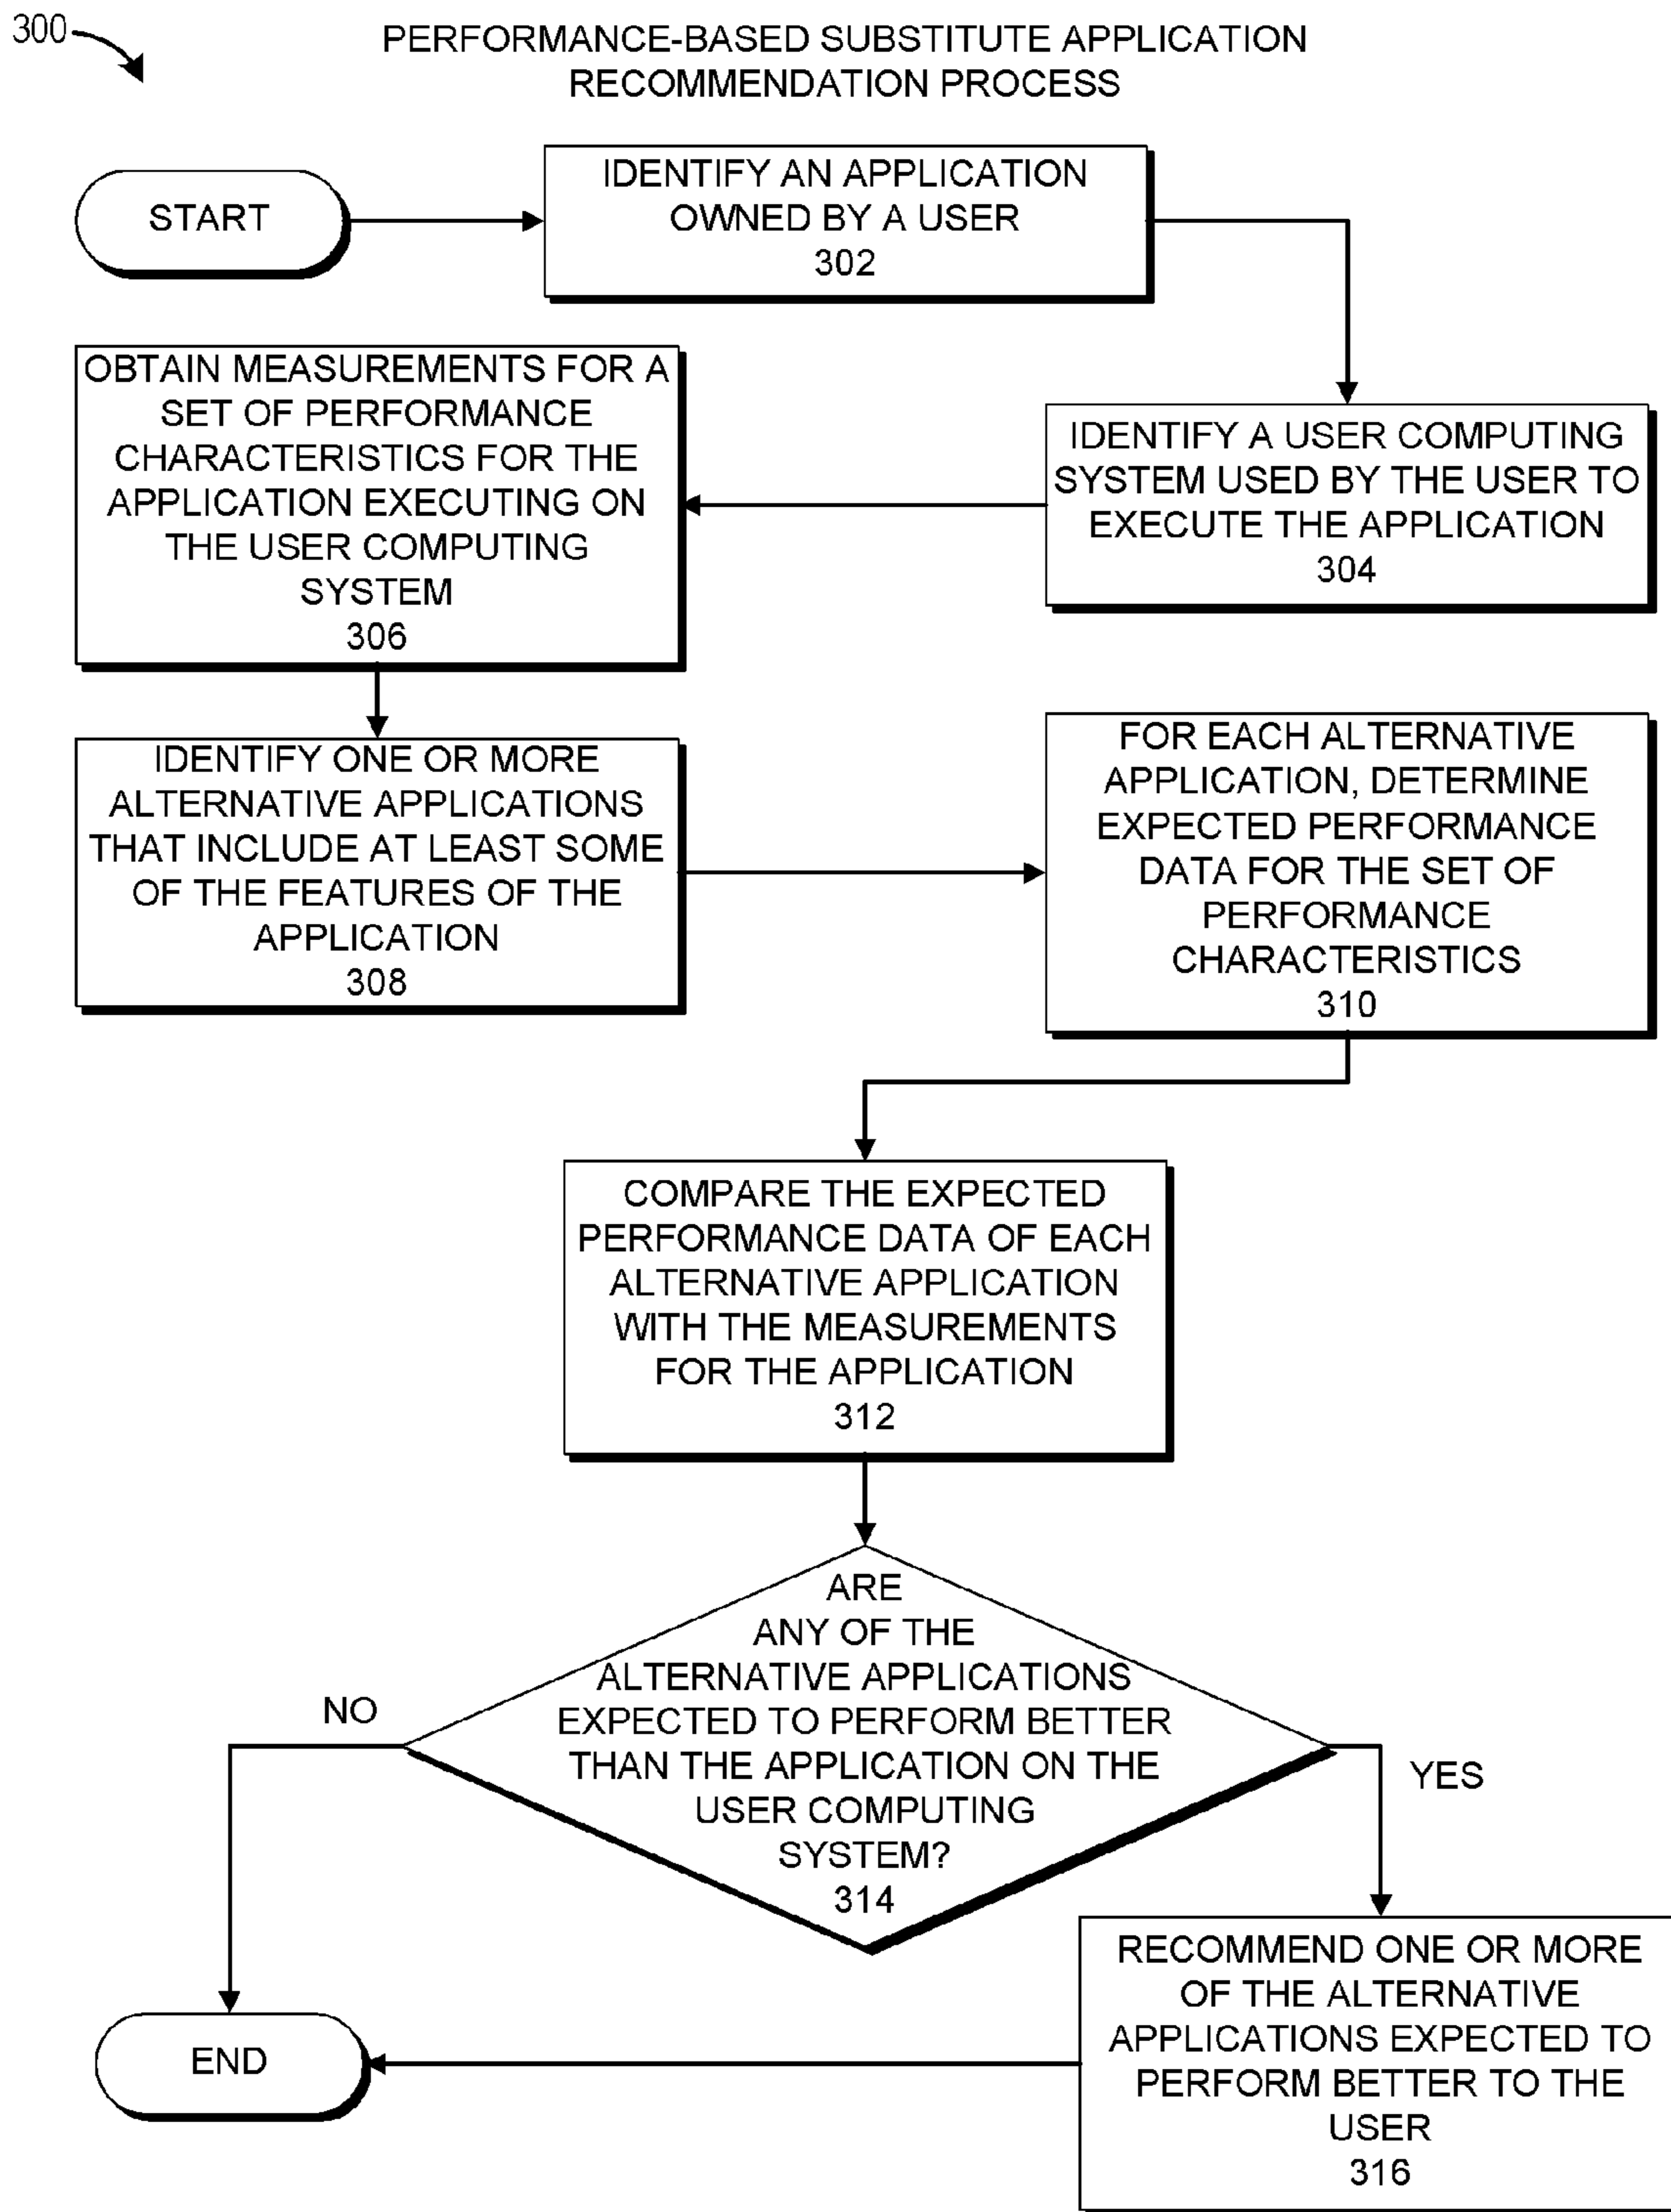 300
PERFORMANCE-BASED SUBSTITUTE APPLICATION
RECOMMENDATION PROCESS
START
IDENTIFY AN APPLICATION
OWNED BY A USER
302
IDENTIFY A USER COMPUTING
SYSTEM USED BY THE USER TO
EXECUTE THE APPLICATION
304
OBTAIN MEASUREMENTS FOR A
SET OF PERFORMANCE
CHARACTERISTICS FOR THE
APPLICATION EXECUTING ON
THE USER COMPUTING
SYSTEM
306
IDENTIFY ONE OR MORE
ALTERNATIVE APPLICATIONS
THAT INCLUDE AT LEAST SOME
OF THE FEATURES OF THE
APPLICATION
308
FOR EACH ALTERNATIVE
APPLICATION, DETERMINE
EXPECTED PERFORMANCE
DATA FOR THE SET OF
PERFORMANCE
CHARACTERISTICS
310
COMPARE THE EXPECTED
PERFORMANCE DATA OF EACH
ALTERNATIVE APPLICATION
WITH THE MEASUREMENTS
FOR THE APPLICATION
312
ARE
ANY OF THE
ALTERNATIVE APPLICATIONS
EXPECTED TO PERFORM BETTER
THAN THE APPLICATION ON THE
USER COMPUTING
SYSTEM?
314
NO
YES
RECOMMEND ONE OR MORE
OF THE ALTERNATIVE
APPLICATIONS EXPECTED TO
PERFORM BETTER TO THE
USER
316
END